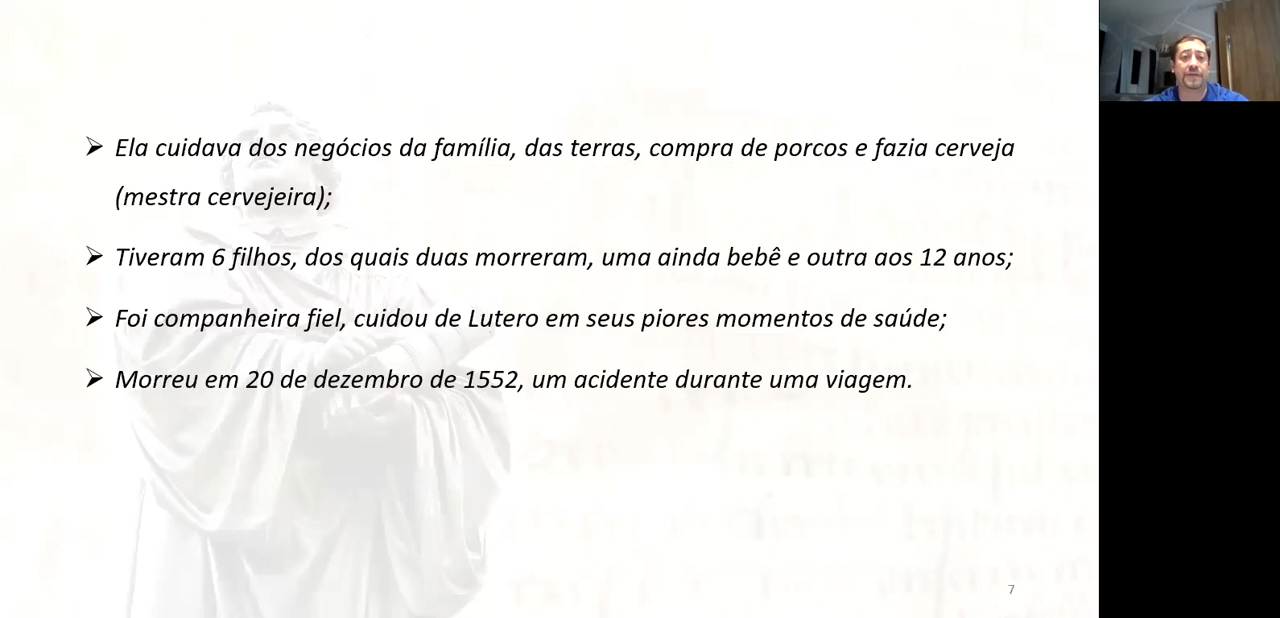 Ela cuidava dos negócios da família, das terras, compra de porcos e fazia cerveja
(mestra cervejeira);
Tiveram 6 filhos, dos quais duas morreram, uma ainda bebê e outra aos 12 anos;
Foi companheira fiel, cuidou de Lutero em seus piores momentos de saúde;
Morreu em 20 de dezembro de 1552, um acidente durante uma viagem.
7